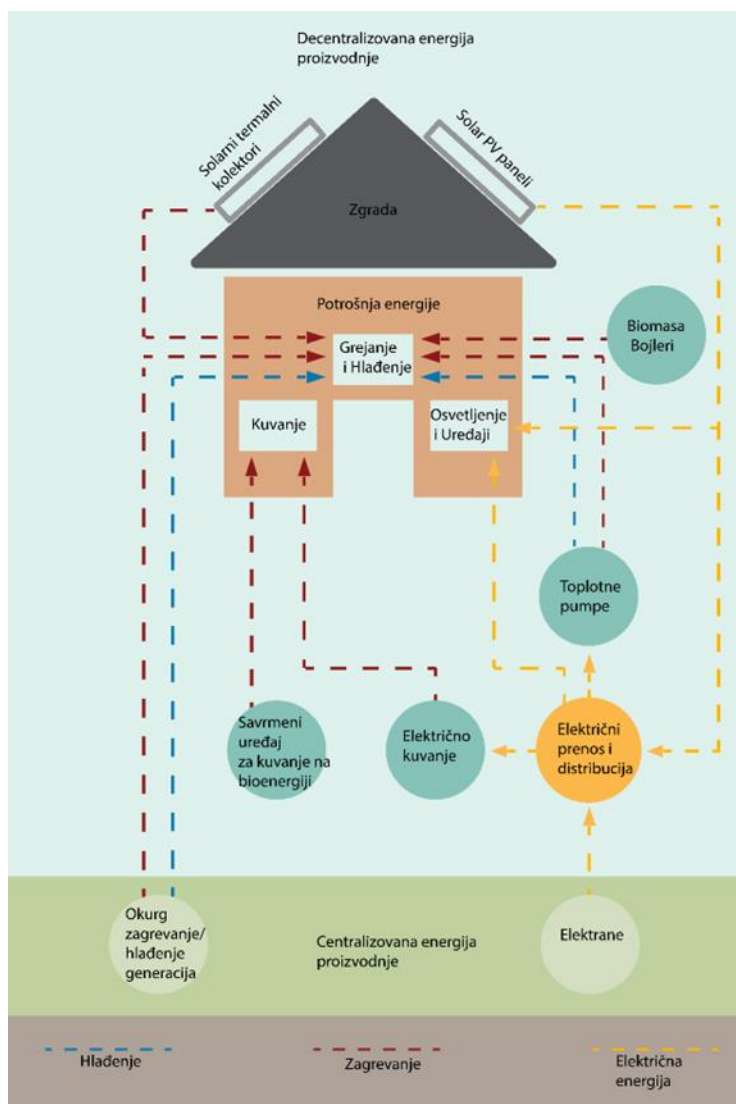 Decentralizovana energija
proizvodnje
Solarni termalni
kolektori
Solar PV paneli
Zgrada
Potrošnja energije
Grejanje
i Hlađenje
Biomasa
Bojleri
Kuvanje
Osvetljenje
i Uređaji
Toplotne
pumpe
Savrmeni
uređaj
za kuvanje na
bioenergiji
Električno
kuvanje
Električni
prenos i
distribucija
Okurg
zagrevanje/
hlađenje
generacija
Centralizovana energija
proizvodnje
Elektrane
Hlađenje
Zagrevanje
Električna
energija